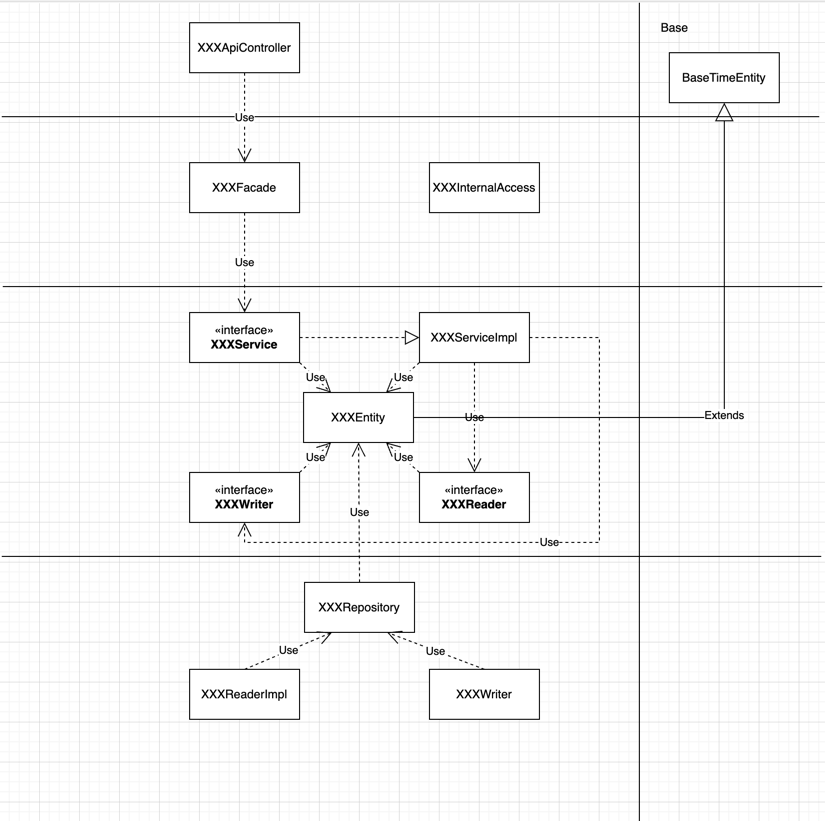 Base
XXXApiController
BaseTimeEntity
Use
XXXFacade
XXXInternalAccess
Use
«interface»
XXXService
XXXServiceImpl
Use
Use
XXXEntity
Use
Extends
Use
Use
«interface»
XXXWriter
«interface»
XXXReader
Use
Use
XXXRepository
Use
Use
XXXReaderImpl
XXXWriter